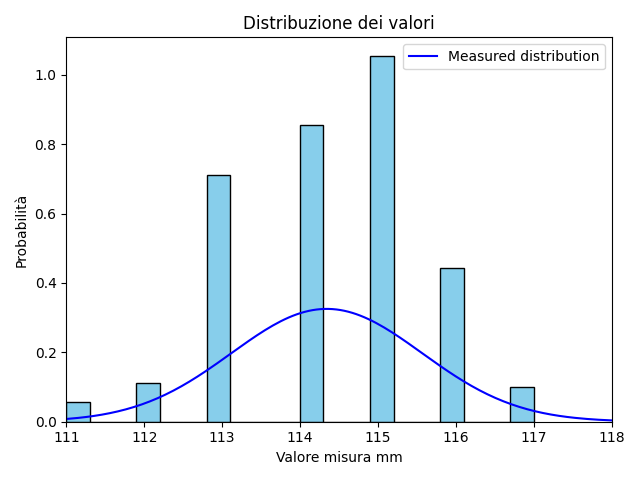 Distribuzione dei valori
Measured distribution
Probabilità
1.0
0.8
0.6
0.4
0.2
0.0
111 112 113 114 115 116 117 118
Valore misura mm